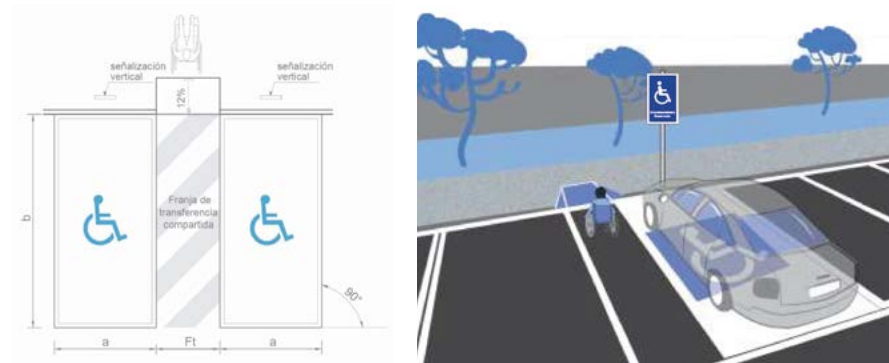 señalización
vertical
señalización
vertical
12%
Franja de
transferencia
compartida
b
90°
a
Ft
a